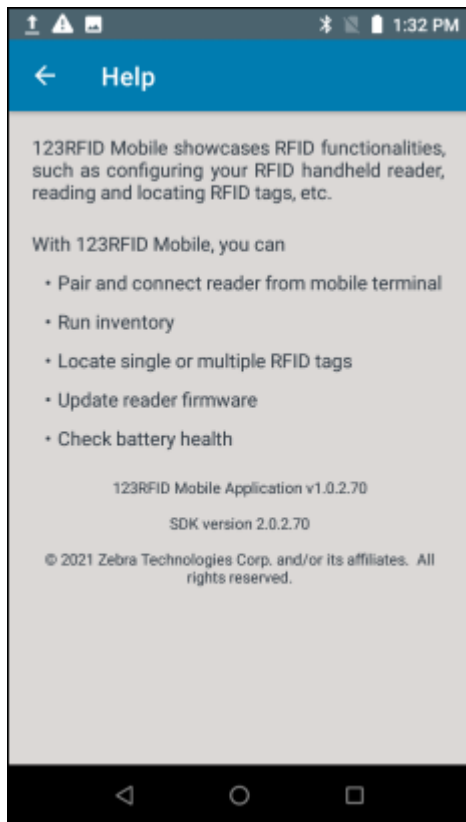 1:32 PM
Help
123RFID Mobile showcases RFID functionalities,
such as configuring your RFID handheld reader,
reading and locating RFID tags, etc.
With 123RFID Mobile, you can
• Pair and connect reader from mobile terminal
• Run inventory
• Locate single or multiple RFID tags
• Update reader firmware
• Check battery health
123RFID Mobile Application v1.0.2.70
SDK version 2.0.2.70
© 2021 Zebra Technologies Corp. and/or its affiliates. All
rights reserved.